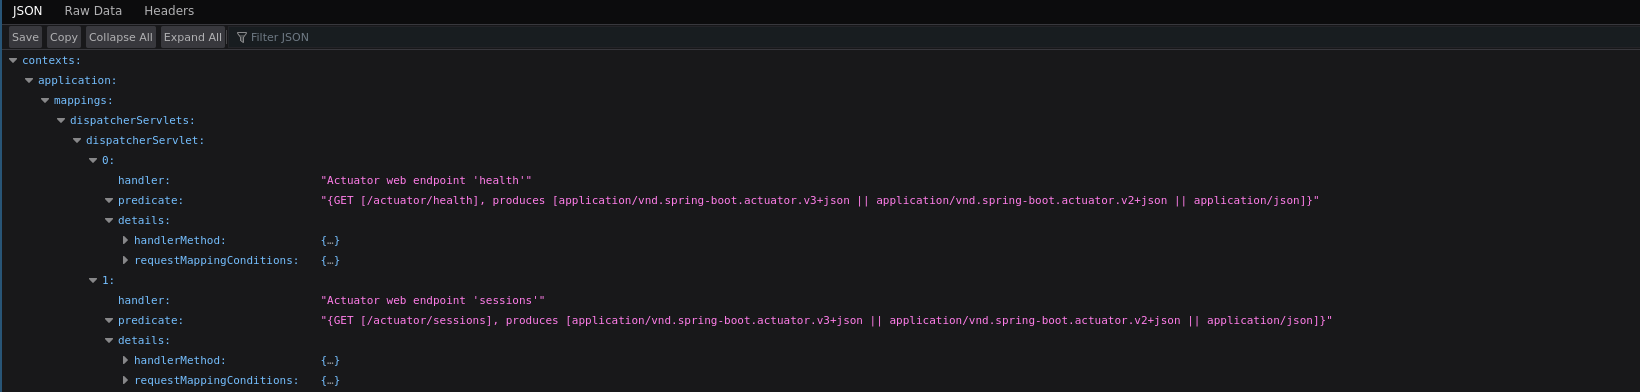 JSON Raw Data Headers
Save Copy Collapse All Expand All Filter JSON
contexts:
application:
mappings:
dispatcherServlets:
dispatcherServlet:
0:
handler: "Actuator web endpoint 'health'"
predicate: "{GET [/actuator/health], produces [application/vnd.spring-boot.actuator.v3+json || application/vnd.spring-boot.actuator.v2+json || application/json]}"
details:
handlerMethod: {…}
requestMappingConditions: {…}
1:
handler: "Actuator web endpoint 'sessions'"
predicate: "{GET [/actuator/sessions], produces [application/vnd.spring-boot.actuator.v3+json || application/vnd.spring-boot.actuator.v2+json || application/json]}"
details:
handlerMethod: {…}
requestMappingConditions: {…}